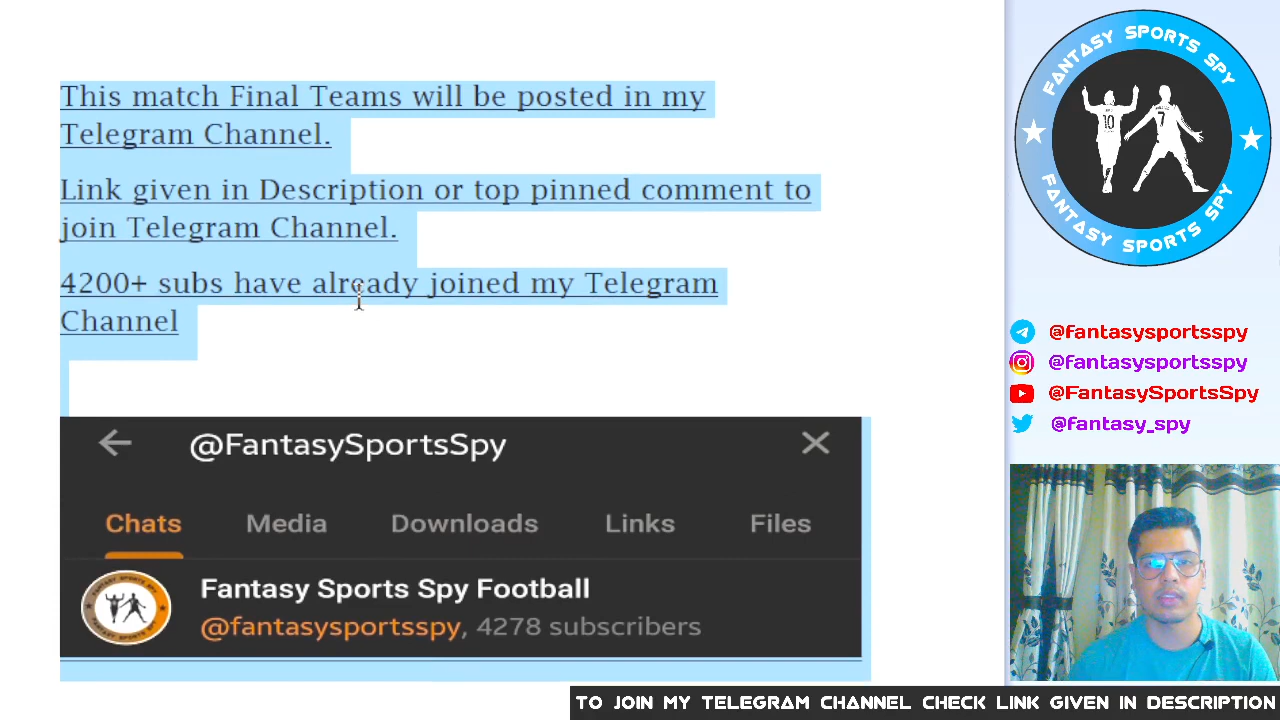 This match Final Teams will be posted in my
Telegram Channel.
Link given in Description or top pinned comment to
join Telegram Channel.
4200+ subs have already joined my Telegram
Channel
@FantasySportsSpy
Chats Media Downloads Links Files
Fantasy Sports Spy Football
@fantasysportsspy, 4278 subscribers
FANTASY SPORTS SPY
10 7
FANTASY SPORTS SPY
@fantasysportsspy
@fantasysportsspy
@FantasySportsSpy
@fantasy_spy
TO JOIN MY TELEGRAM CHANNEL CHECK LINK GIVEN IN DESCRIPTION